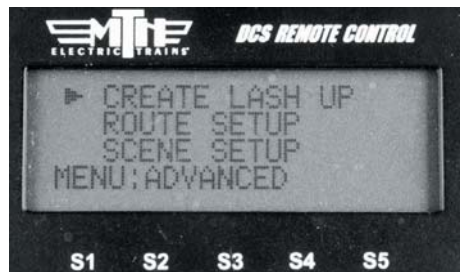 MTH DCS REMOTE CONTROL
ELECTRIC TRAINS
CREATE LASH UP
ROUTE SETUP
SCENE SETUP
MENU:ADVANCED
S1 S2 S3 S4 S5